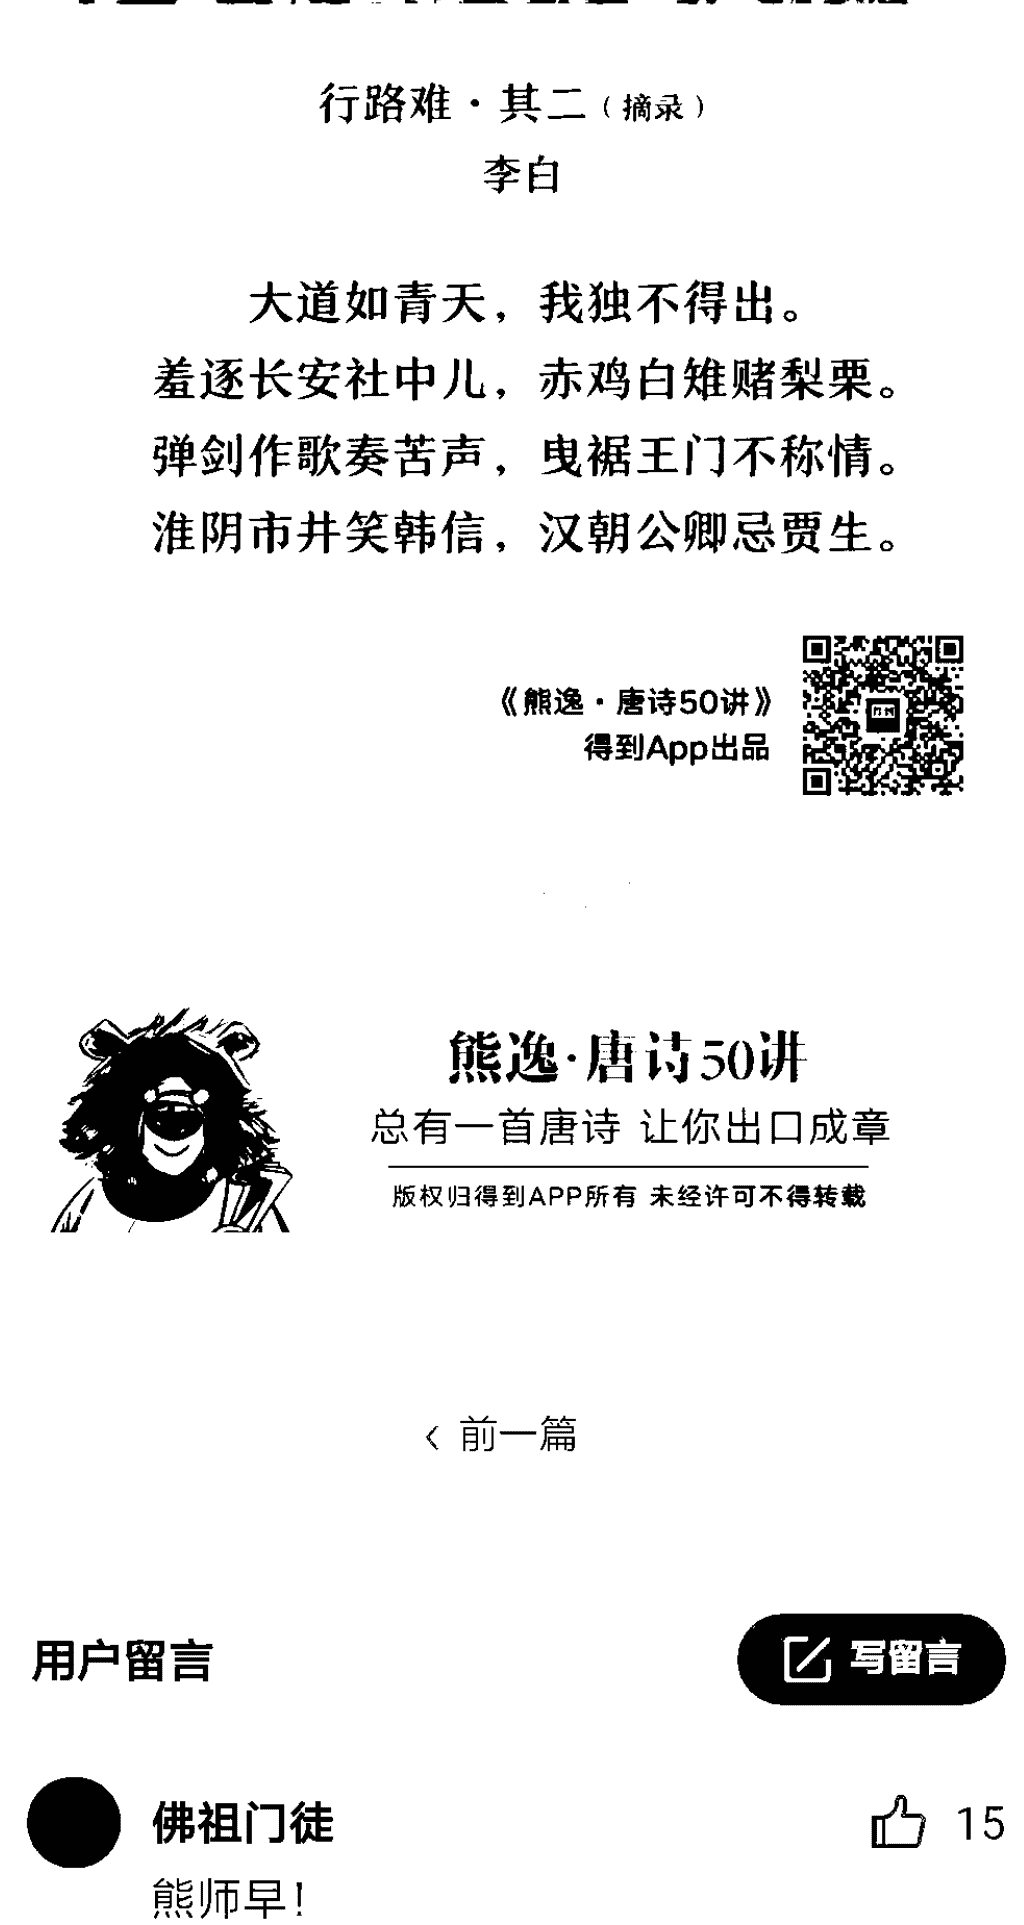 行路难·其二（摘录）
李白
大道如青天，我独不得出。
羞逐长安社中儿，赤鸡白雉赌梨栗。
弹剑作歌奏苦声，曳裾王门不称情。
淮阴市井笑韩信，汉朝公卿忌贾生。
《熊逸·唐诗50讲》
得到App出品
熊逸·唐诗50讲
总有一首唐诗 让你出口成章
版权归得到APP所有 未经许可不得转载
‹ 前一篇
用户留言
写留言
佛祖门徒
15
熊师早！